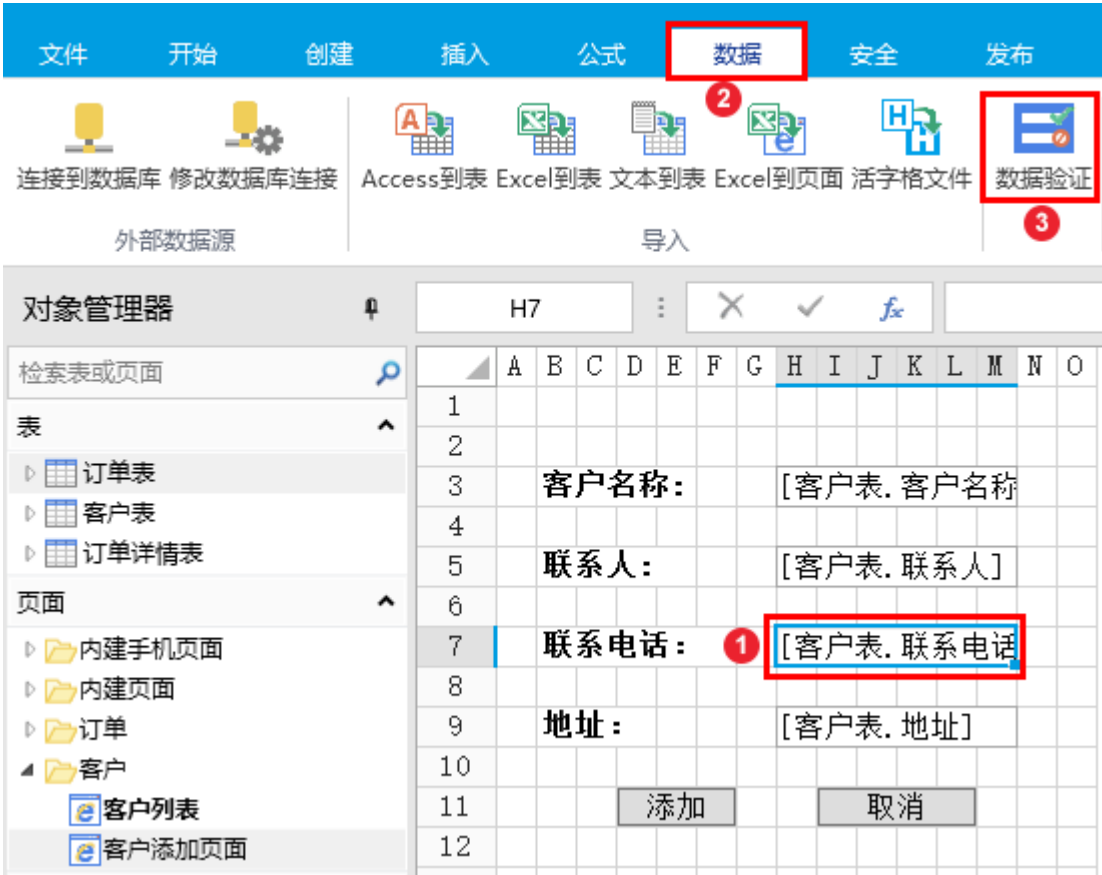 文件 开始 创建 插入 公式 数据 安全 发布
2
连接到数据库 修改数据库连接 Access到表 Excel到表 文本到表 Excel到页面 活字格文件 数据验证
3
外部数据源 导入
对象管理器 H7 fx
检索表或页面 A B C D E F G H I J K L M N O
1
表
2
订单表
3 客户名称: [客户表.客户名称
客户表
4
订单详情表
5 联系人: [客户表.联系人]
页面
6
内建手机页面
7 联系电话: 1 [客户表.联系电话
内建页面
8
订单
9 地址: [客户表.地址]
客户
10
客户列表
11 添加 取消
客户添加页面
12